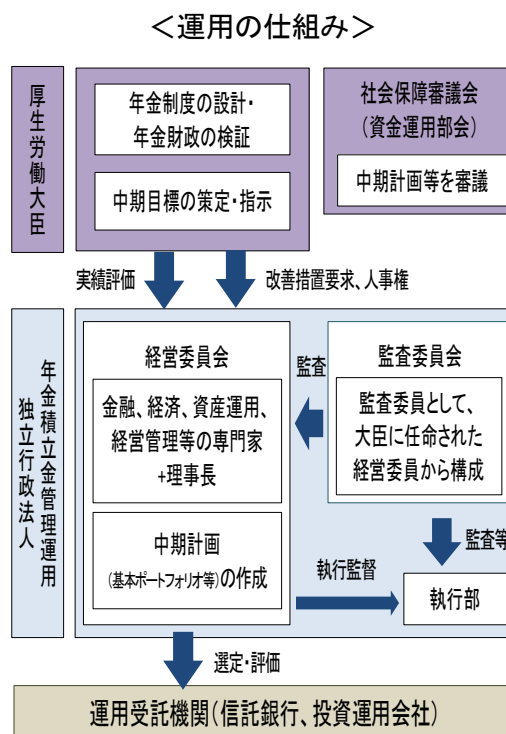 ＜運用の仕組み＞
厚生労働大臣
年金制度の設計・
年金財政の検証
中期目標の策定・指示
社会保障審議会
（資金運用部会）
中期計画等を審議
実績評価
改善措置要求、人事権
年金積立金管理運用
独立行政法人
経営委員会
金融、経済、資産運用、
経営管理等の専門家
+理事長
中期計画
(基本ポートフォリオ等)の作成
監査
監査委員会
監査委員として、
大臣に任命された
経営委員から構成
監査等
執行監督
執行部
選定・評価
運用受託機関(信託銀行、投資運用会社)